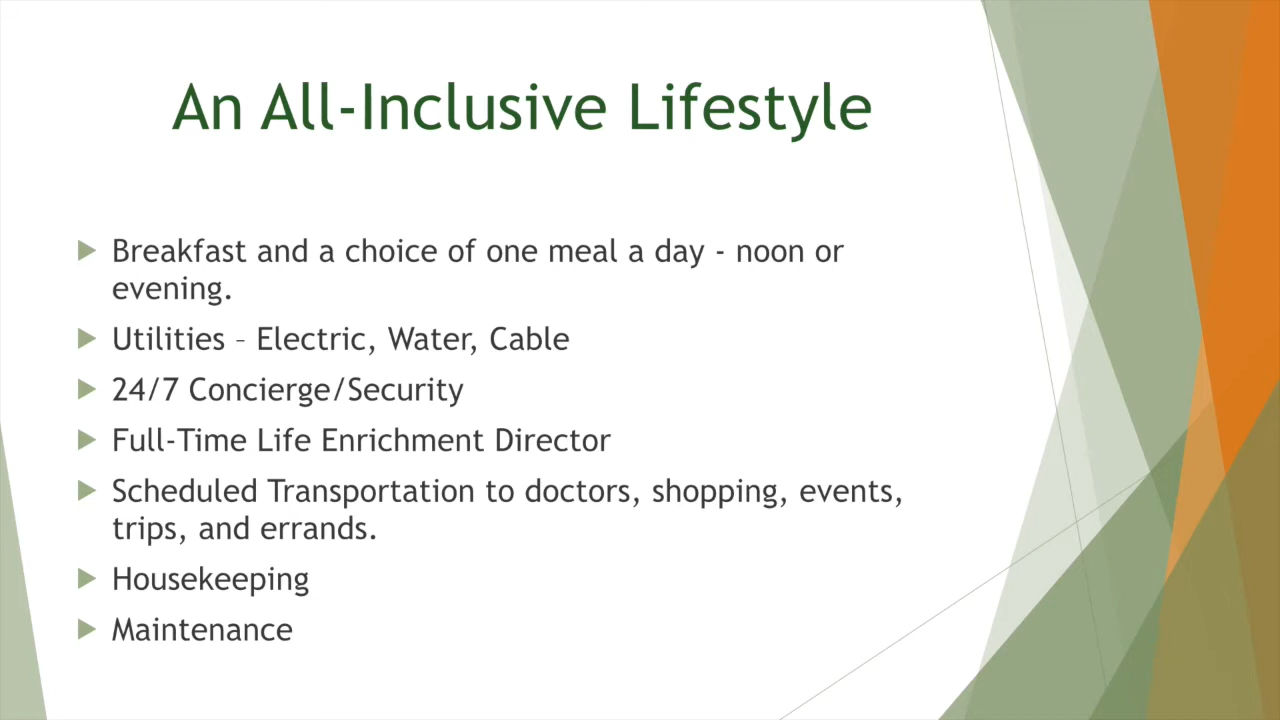 An All-Inclusive Lifestyle
Breakfast and a choice of one meal a day - noon or
evening.
Utilities – Electric, Water, Cable
24/7 Concierge/Security
Full-Time Life Enrichment Director
Scheduled Transportation to doctors, shopping, events,
trips, and errands.
Housekeeping
Maintenance